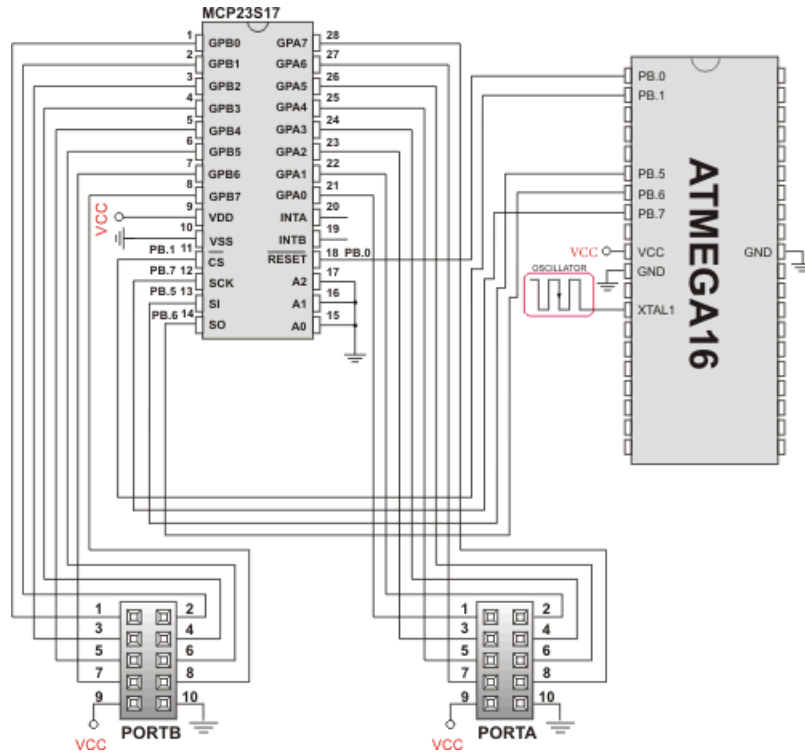 MCP23S17
1 GPB0 GPA7 28
2 GPB1 GPA6 27
3 GPB2 GPA5 26
4 GPB3 GPA4 25
5 GPB4 GPA3 24
6 GPB5 GPA2 23
7 GPB6 GPA1 22
8 GPB7 GPA0 21
VCC 9 VDD INTA 20
10 VSS INTB 19
PB.1 11 CS RESET 18 PB.0
PB.7 12 SCK A2 17
PB.5 13 SI A1 16
PB.6 14 SO A0 15
ATMEGA16
PB.0
PB.1
PB.5
PB.6
PB.7
VCC VCC GND
GND
OSCILLATOR
XTAL1
1 2
3 4
5 6
7 8
9 10
VCC
PORTB
1 2
3 4
5 6
7 8
9 10
VCC
PORTA